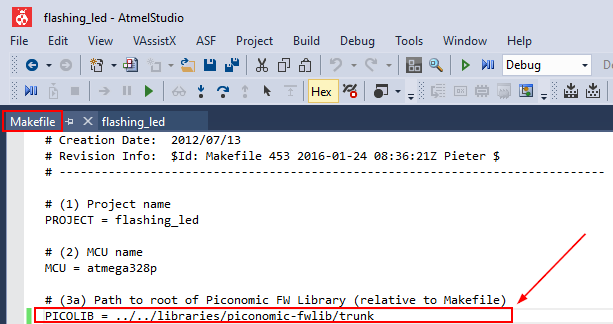 flashing_led - AtmelStudio
File Edit View VAssistX ASF Project Build Debug Tools Window
Debug
Hex
Makefile flashing_led
# Creation Date:  2012/07/13
# Revision Info:  $Id: Makefile 453 2016-01-24 08:36:21Z Pieter $
# --------------------------------------------------------------------------
# (1) Project name
PROJECT = flashing_led
# (2) MCU name
MCU = atmega328p
# (3a) Path to root of Piconomic FW Library (relative to Makefile)
PICOLIB = ../../libraries/piconomic-fwlib/trunk